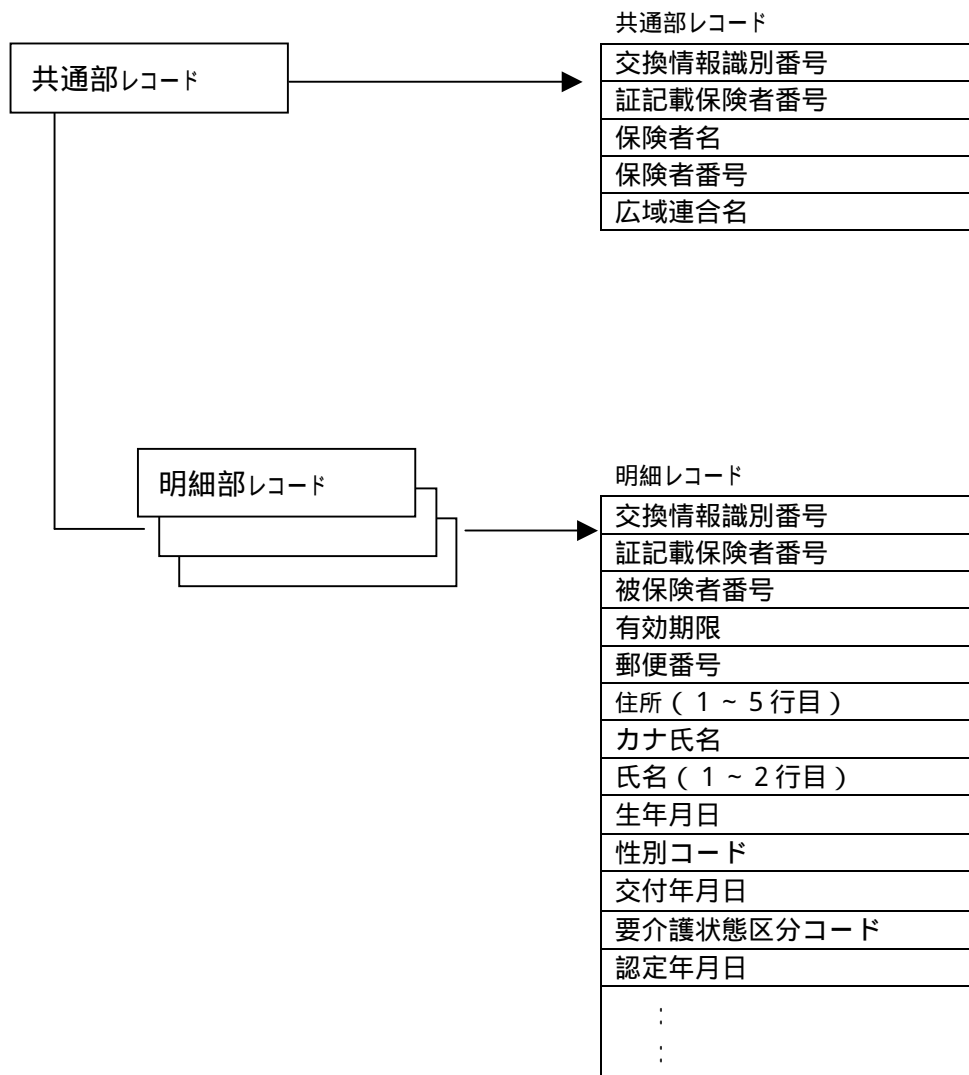 共通部レコード
共通部レコード
交換情報識別番号
証記載保険者番号
保険者名
保険者番号
広域連合名
明細部レコード
明細レコード
交換情報識別番号
証記載保険者番号
被保険者番号
有効期限
郵便番号
住所(1~5行目)
カナ氏名
氏名(1~2行目)
生年月日
性別コード
交付年月日
要介護状態区分コード
認定年月日
:
: